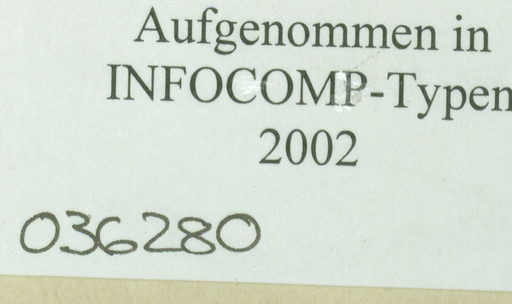 Aufgenommen in
INFOCOMP-Typen
2002
036280